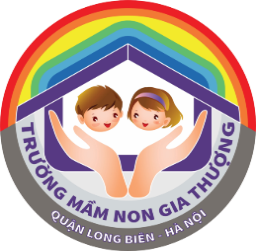 TRƯỜNG MẦM NON GIA THƯỢNG
QUẬN LONG BIÊN - HÀ NỘI